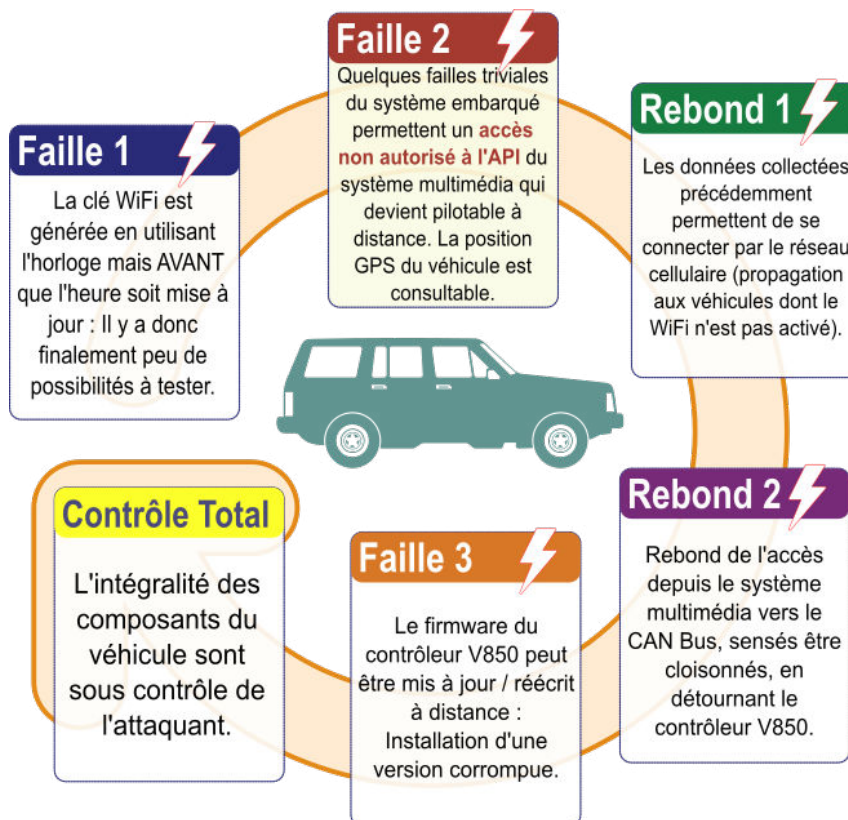 Faille 1
La clé WiFi est
générée en utilisant
l'horloge mais AVANT
que l'heure soit mise à
jour : Il y a donc
finalement peu de
possibilités à tester.
Faille 2
Quelques failles triviales
du système embarqué
permettent un accès
non autorisé à l'API du
système multimédia qui
devient pilotable à
distance. La position
GPS du véhicule est
consultable.
Rebond 1
Les données collectées
précédemment
permettent de se
connecter par le réseau
cellulaire (propagation
aux véhicules dont le
WiFi n'est pas activé).
Rebond 2
Rebond de l'accès
depuis le système
multimédia vers le
CAN Bus, sensés être
cloisonnés, en
détournant le
contrôleur V850.
Faille 3
Le firmware du
contrôleur V850 peut
être mis à jour / réécrit
à distance :
Installation d'une
version corrompue.
Contrôle Total
L'intégralité des
composants du
véhicule sont
sous contrôle de
l'attaquant.